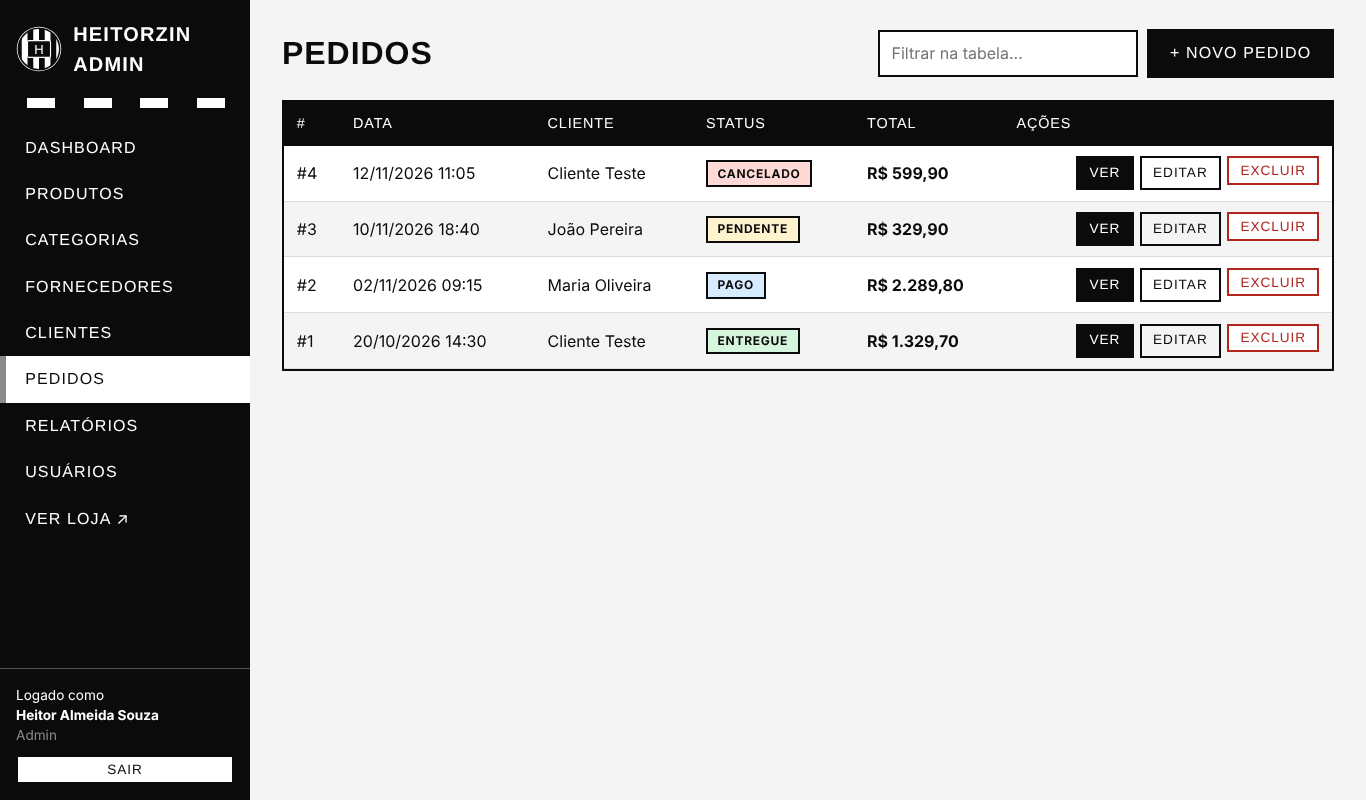 H
HEITORZIN
ADMIN
DASHBOARD
PRODUTOS
CATEGORIAS
FORNECEDORES
CLIENTES
PEDIDOS
RELATÓRIOS
USUÁRIOS
VER LOJA ↗
Logado como
Heitor Almeida Souza
Admin
SAIR
PEDIDOS
Filtrar na tabela...
+ NOVO PEDIDO
# DATA CLIENTE STATUS TOTAL AÇÕES
#4 12/11/2026 11:05 Cliente Teste CANCELADO R$ 599,90 VER EDITAR EXCLUIR
#3 10/11/2026 18:40 João Pereira PENDENTE R$ 329,90 VER EDITAR EXCLUIR
#2 02/11/2026 09:15 Maria Oliveira PAGO R$ 2.289,80 VER EDITAR EXCLUIR
#1 20/10/2026 14:30 Cliente Teste ENTREGUE R$ 1.329,70 VER EDITAR EXCLUIR